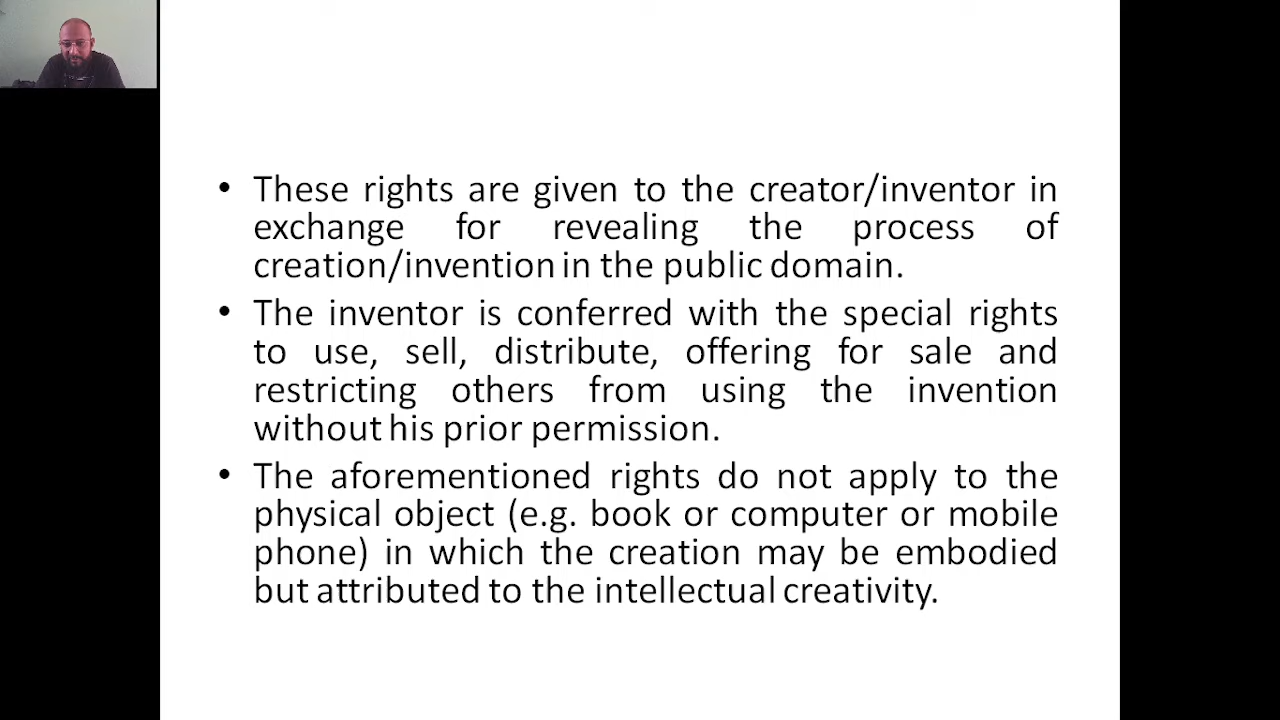 • These rights are given to the creator/inventor in
exchange for revealing the process of
creation/invention in the public domain.
• The inventor is conferred with the special rights
to use, sell, distribute, offering for sale and
restricting others from using the invention
without his prior permission.
• The aforementioned rights do not apply to the
physical object (e.g. book or computer or mobile
phone) in which the creation may be embodied
but attributed to the intellectual creativity.